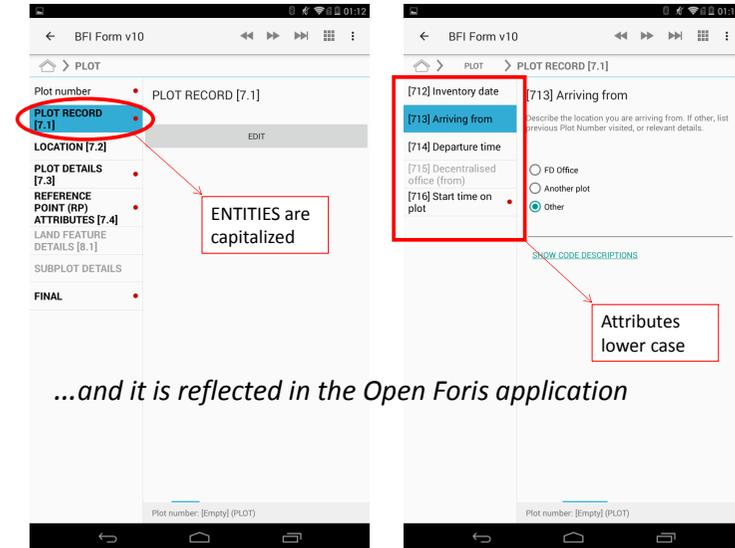 01:12
BFI Form v10
PLOT
Plot number
PLOT RECORD
[7.1]
LOCATION [7.2]
PLOT DETAILS
[7.3]
REFERENCE
POINT (RP)
ATTRIBUTES [7.4]
LAND FEATURE
DETAILS [8.1]
SUBPLOT DETAILS
FINAL
PLOT RECORD [7.1]
EDIT
ENTITIES are
capitalized
Plot number: [Empty] (PLOT)
01:1
BFI Form v10
PLOT
PLOT RECORD [7.1]
[712] Inventory date
[713] Arriving from
[714] Departure time
[715] Decentralised
office (from)
[716] Start time on
plot
[713] Arriving from
Describe the location you are arriving from. If other, list
previous Plot Number visited, or relevant details.
FD Office
Another plot
Other
SHOW CODE DESCRIPTIONS
Attributes
lower case
Plot number: [Empty] (PLOT)
...and it is reflected in the Open Foris application